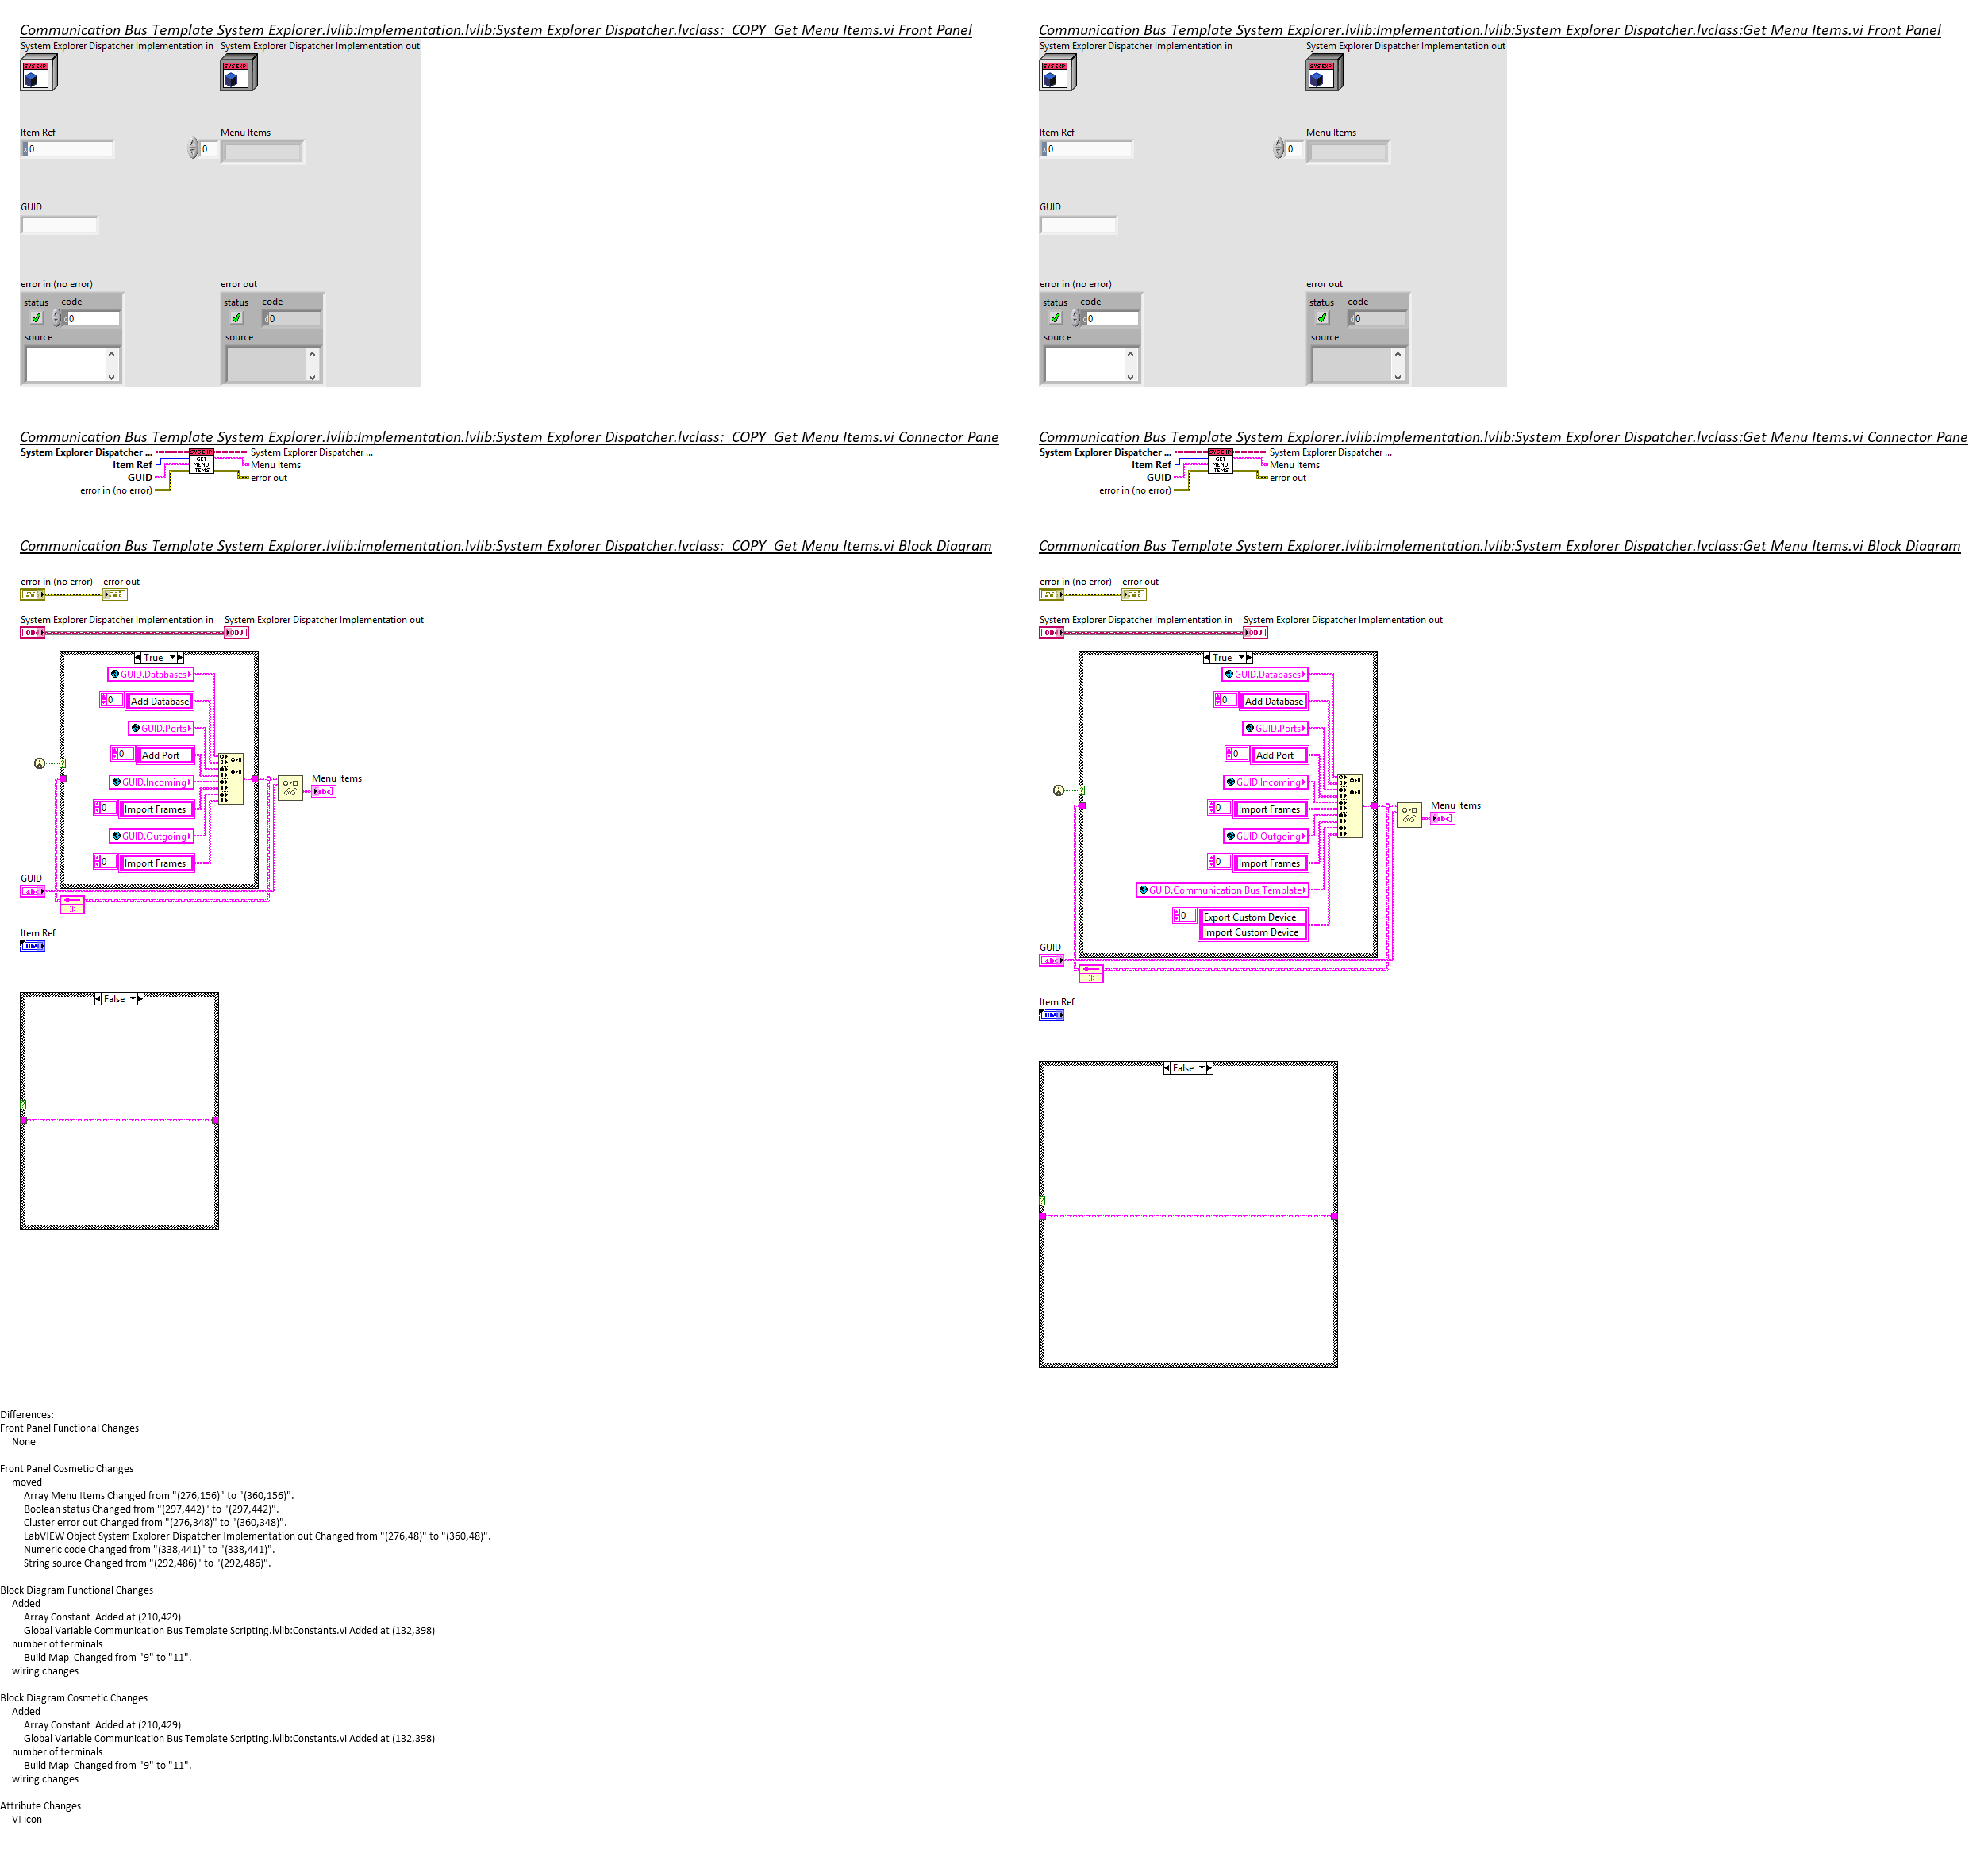 Communication Bus Template System Explorer.lvlib:Implementation.lvlib:System Explorer Dispatcher.lvclass:_COPY_Get Menu Items.vi Front Panel
System Explorer Dispatcher Implementation in System Explorer Dispatcher Implementation out
SYS EXP SYS EXP
Item Ref Menu Items
x 0 0
GUID
error in (no error) error out
status code status code
d 0 d 0
source source
Communication Bus Template System Explorer.lvlib:Implementation.lvlib:System Explorer Dispatcher.lvclass:_COPY_Get Menu Items.vi Connector Pane
System Explorer Dispatcher ... SYS EXP System Explorer Dispatcher ...
Item Ref GET MENU ITEMS Menu Items
GUID error out
error in (no error)
Communication Bus Template System Explorer.lvlib:Implementation.lvlib:System Explorer Dispatcher.lvclass:_COPY_Get Menu Items.vi Block Diagram
error in (no error) error out
System Explorer Dispatcher Implementation in System Explorer Dispatcher Implementation out
OBJ OBJ
True
GUID.Databases
0 Add Database
GUID.Ports
0 Add Port
GUID.Incoming
Menu Items
abc
0 Import Frames
GUID.Outgoing
0 Import Frames
GUID
abc
Item Ref
U64
False
Communication Bus Template System Explorer.lvlib:Implementation.lvlib:System Explorer Dispatcher.lvclass:Get Menu Items.vi Front Panel
System Explorer Dispatcher Implementation in System Explorer Dispatcher Implementation out
SYS EXP SYS EXP
Item Ref Menu Items
x 0 0
GUID
error in (no error) error out
status code status code
d 0 d 0
source source
Communication Bus Template System Explorer.lvlib:Implementation.lvlib:System Explorer Dispatcher.lvclass:Get Menu Items.vi Connector Pane
System Explorer Dispatcher ... SYS EXP System Explorer Dispatcher ...
Item Ref GET MENU ITEMS Menu Items
GUID error out
error in (no error)
Communication Bus Template System Explorer.lvlib:Implementation.lvlib:System Explorer Dispatcher.lvclass:Get Menu Items.vi Block Diagram
error in (no error) error out
System Explorer Dispatcher Implementation in System Explorer Dispatcher Implementation out
OBJ OBJ
True
GUID.Databases
0 Add Database
GUID.Ports
0 Add Port
GUID.Incoming
0 Import Frames
Menu Items
abc
GUID.Outgoing
0 Import Frames
GUID.Communication Bus Template
0 Export Custom Device
Import Custom Device
GUID
abc
Item Ref
U64
False
Differences:
Front Panel Functional Changes
None
Front Panel Cosmetic Changes
moved
Array Menu Items Changed from "(276,156)" to "(360,156)".
Boolean status Changed from "(297,442)" to "(297,442)".
Cluster error out Changed from "(276,348)" to "(360,348)".
LabVIEW Object System Explorer Dispatcher Implementation out Changed from "(276,48)" to "(360,48)".
Numeric code Changed from "(338,441)" to "(338,441)".
String source Changed from "(292,486)" to "(292,486)".
Block Diagram Functional Changes
Added
Array Constant  Added at (210,429)
Global Variable Communication Bus Template Scripting.lvlib:Constants.vi Added at (132,398)
number of terminals
Build Map  Changed from "9" to "11".
wiring changes
Block Diagram Cosmetic Changes
Added
Array Constant  Added at (210,429)
Global Variable Communication Bus Template Scripting.lvlib:Constants.vi Added at (132,398)
number of terminals
Build Map  Changed from "9" to "11".
wiring changes
Attribute Changes
VI icon